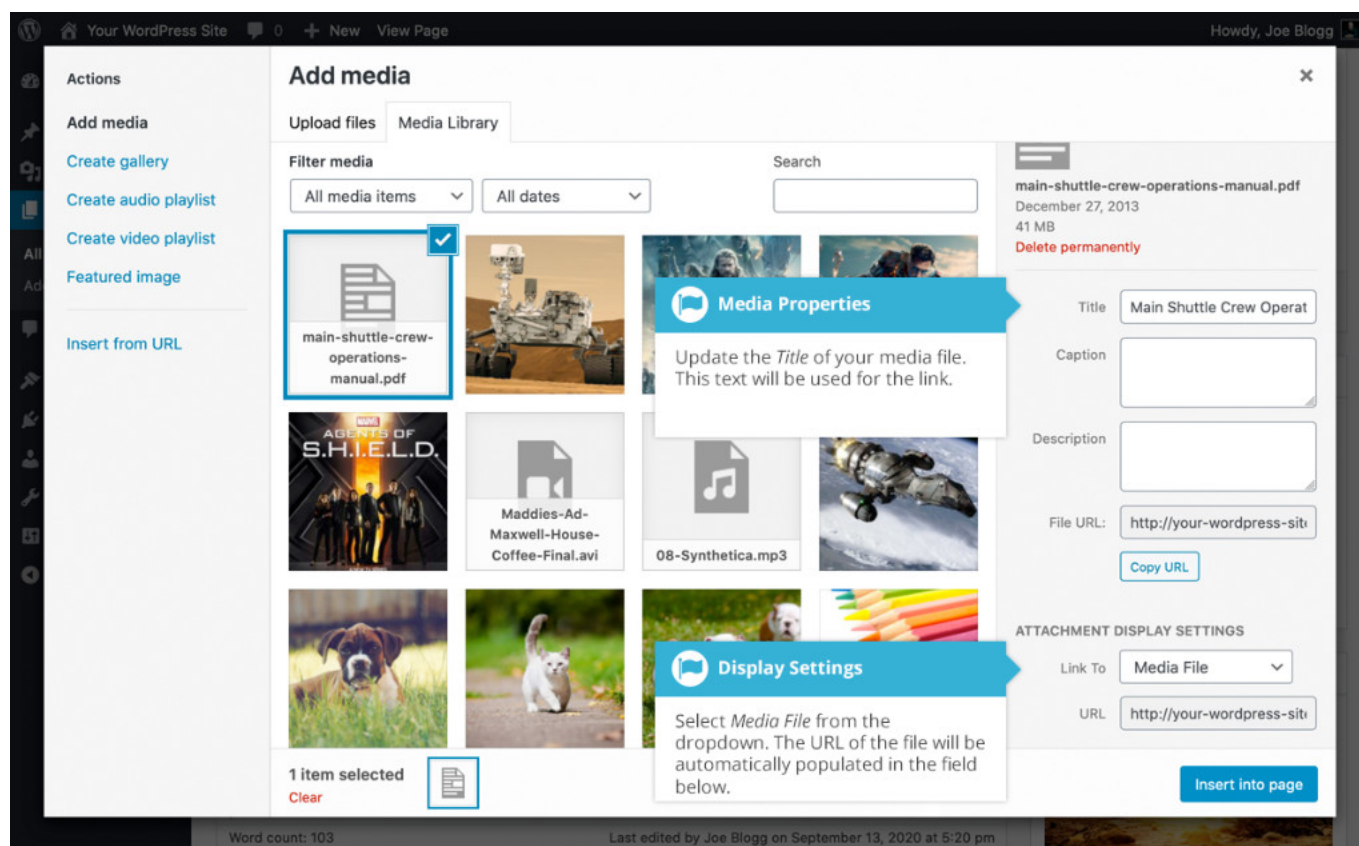 Your WordPress Site 0 + New View Page Howdy, Joe Blogg
Actions
Add media
Create gallery
Create audio playlist
Create video playlist
Featured image
Insert from URL
All
Add media
Upload files Media Library
Filter media
Search
All media items All dates
main-shuttle-crew-
operations-
manual.pdf
MARVEL
AGENTS OF
S.H.I.E.L.D.
Maddies-Ad-
Maxwell-House-
Coffee-Final.avi
08-Synthetica.mp3
Media Properties
Update the Title of your media file.
This text will be used for the link.
Display Settings
Select Media File from the
dropdown. The URL of the file will be
automatically populated in the field
below.
main-shuttle-crew-operations-manual.pdf
December 27, 2013
41 MB
Delete permanently
Title Main Shuttle Crew Operat
Caption
Description
File URL: http://your-wordpress-site
Copy URL
ATTACHMENT DISPLAY SETTINGS
Link To Media File
URL http://your-wordpress-site
1 item selected
Clear
Insert into page
Word count: 103 Last edited by Joe Blogg on September 13, 2020 at 5:20 pm